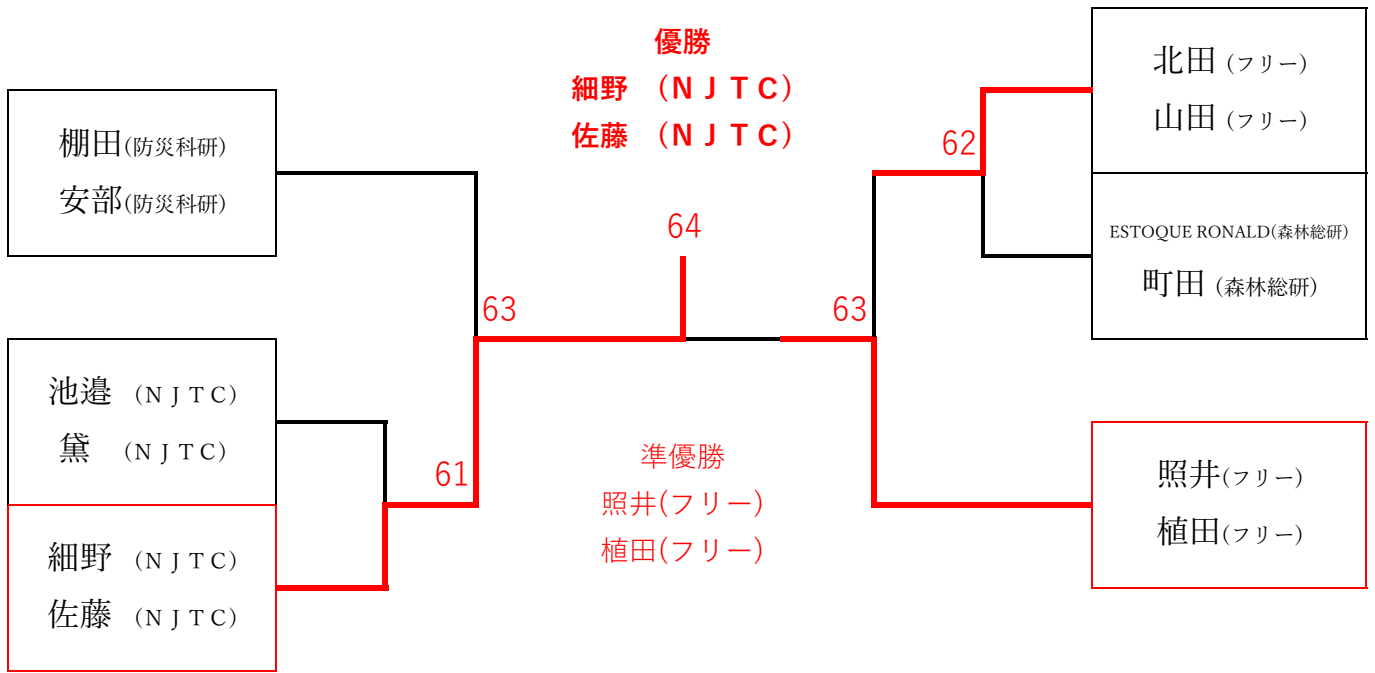 優勝
細野 （ＮＪＴＣ）
佐藤 （ＮＪＴＣ）
棚田(防災科研)
安部(防災科研)
池邉 （ＮＪＴＣ）
黛 （ＮＪＴＣ）
細野 （ＮＪＴＣ）
佐藤 （ＮＪＴＣ）
61
63
64
63
62
準優勝
照井(フリー)
植田(フリー)
北田 (フリー)
山田 (フリー)
ESTOQUE RONALD(森林総研)
町田 (森林総研)
照井(フリー)
植田(フリー)